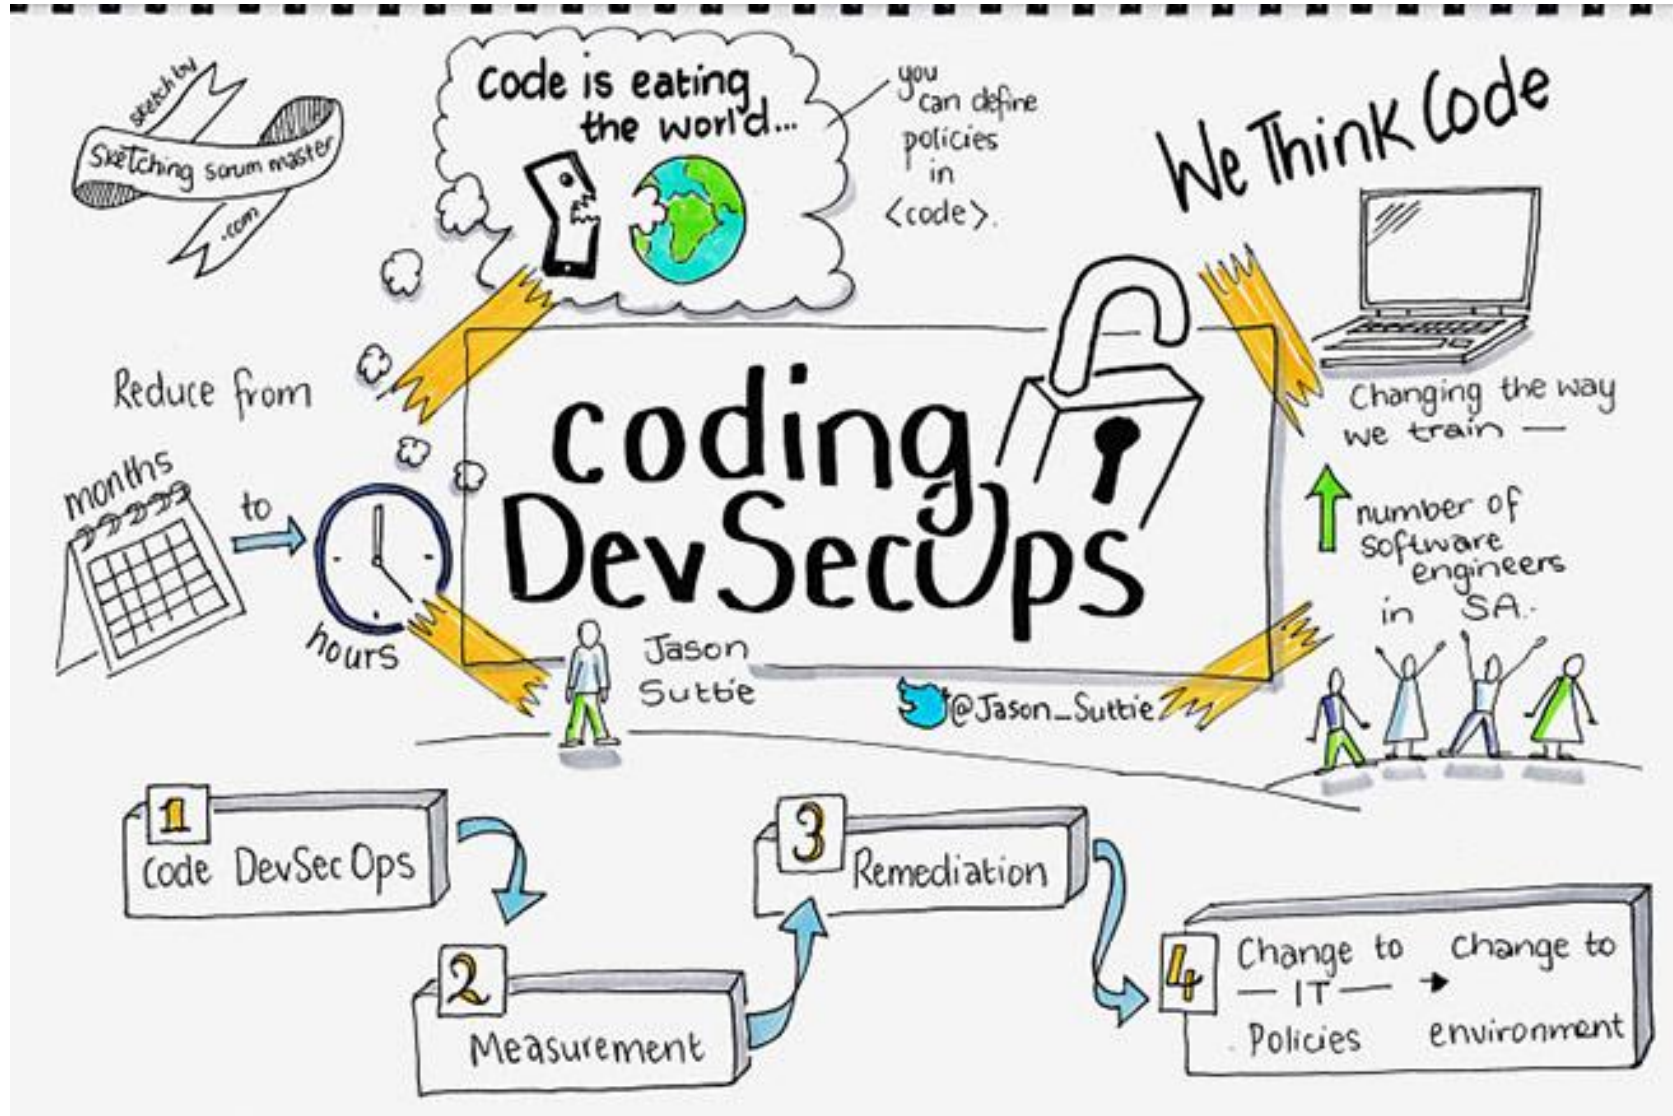 sketch by
Sketching scrum master
.com
Code is eating
the world...
you
can define
policies
in
<code>.
We Think Code
Changing the way
we train —
number of
software
engineers
in SA.
Reduce from
months
to
hours
coding
DevSecOps
Jason
Suttie
@Jason_Suttie
1
Code DevSecOps
2
Measurement
3
Remediation
4
Change to
— IT —
Policies
Change to
environment